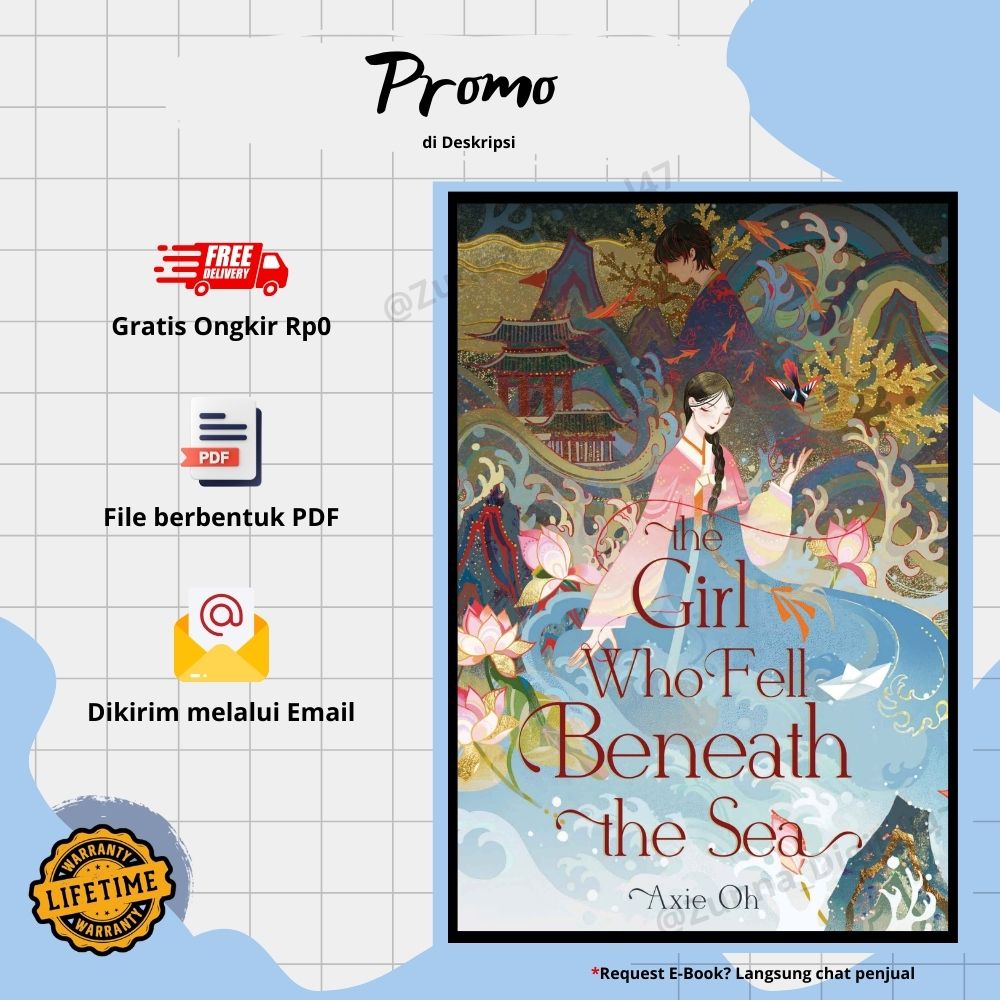 Promo
di Deskripsi
FREE
DELIVERY
Gratis Ongkir Rp0
PDF
File berbentuk PDF
@
Dikirim melalui Email
WARRANTY
LIFETIME
WARRANTY
the
Girl
Who Fell
Beneath
the Sea
Axie Oh
*Request E-Book? Langsung chat penjual